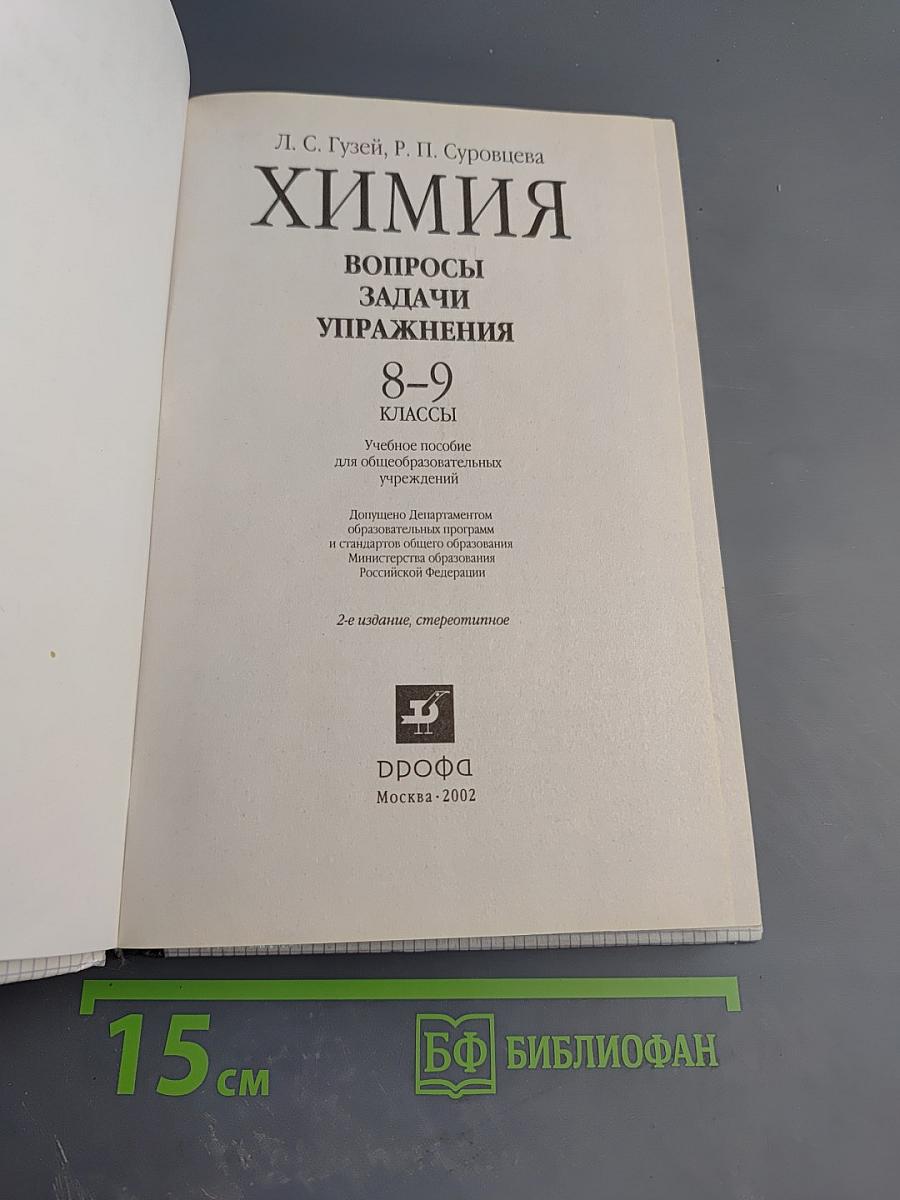 Л. С. Гузей, Р. П. Суровцева
ХИМИЯ
ВОПРОСЫ
ЗАДАЧИ
УПРАЖНЕНИЯ
8–9
КЛАССЫ
Учебное пособие
для общеобразовательных
учреждений
Допущено Департаментом
образовательных программ
и стандартов общего образования
Министерства образования
Российской Федерации
2-е издание, стереотипное
дрофа
Москва · 2002
15 см
БФ БИБЛИОФАН